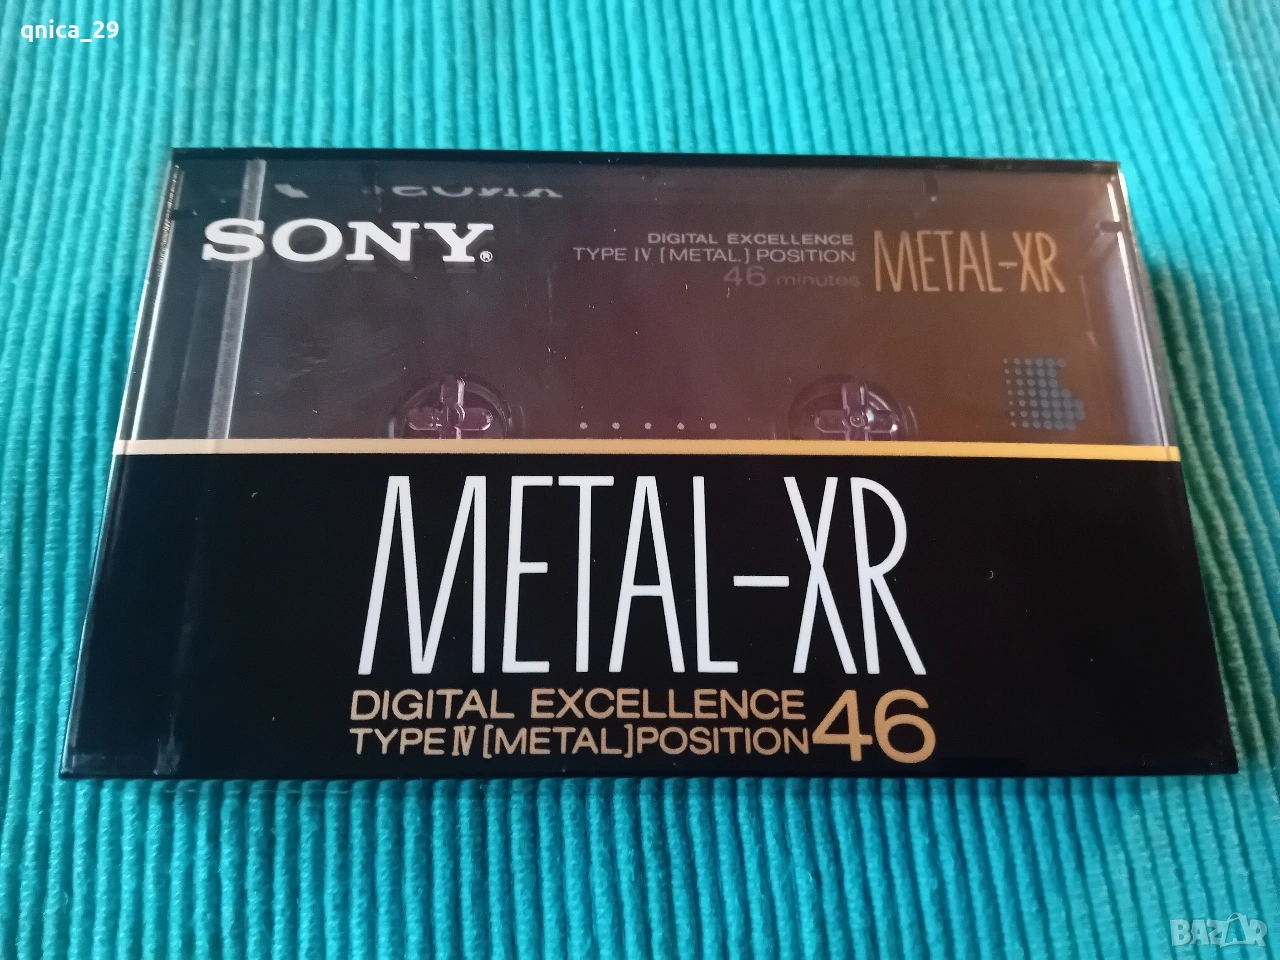 qnica_29
SONY®
DIGITAL EXCELLENCE
TYPE IV [METAL] POSITION
46 minutes
METAL-XR
METAL-XR
DIGITAL EXCELLENCE
TYPE IV [METAL] POSITION 46
BAZAR